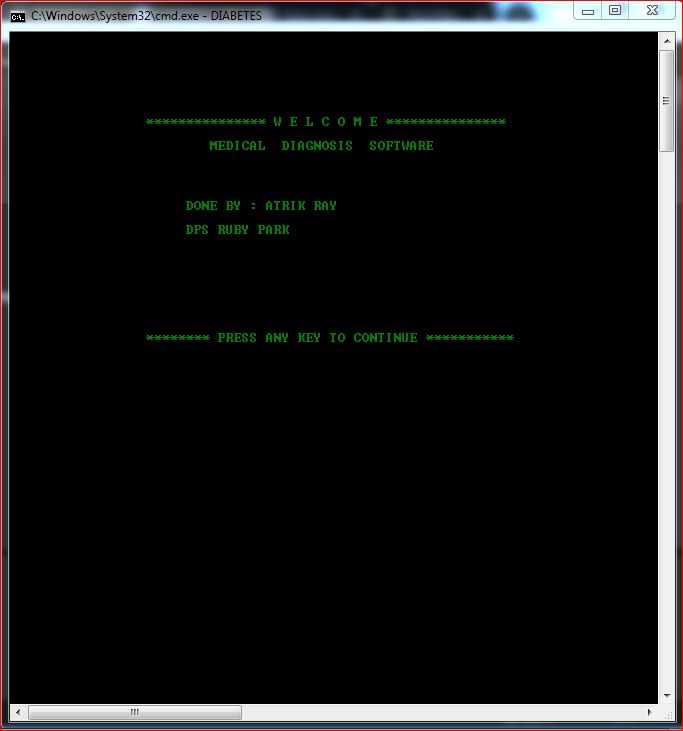 C:\Windows\System32\cmd.exe - DIABETES
*************** W E L C O M E ***************
MEDICAL  DIAGNOSIS  SOFTWARE
DONE BY : ATRIK RAY
DPS RUBY PARK
******** PRESS ANY KEY TO CONTINUE ***********